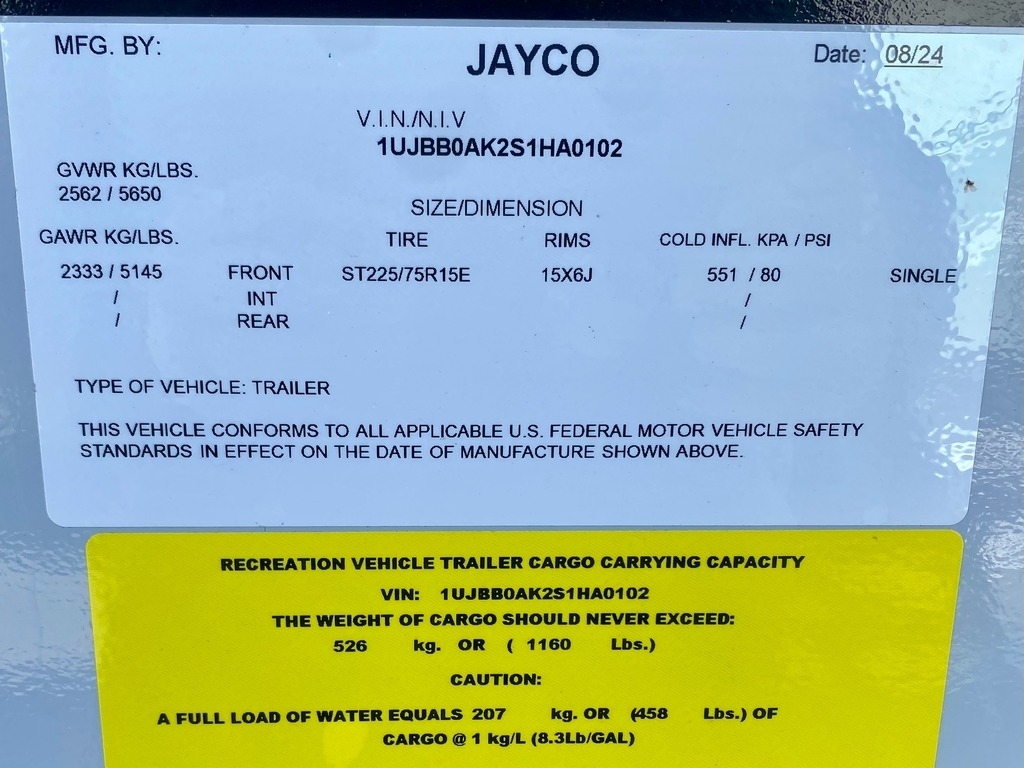 MFG. BY: JAYCO Date: 08/24
V.I.N./N.I.V
1UJBB0AK2S1HA0102
GVWR KG/LBS.
2562 / 5650
SIZE/DIMENSION
GAWR KG/LBS. TIRE RIMS COLD INFL. KPA / PSI
2333 / 5145 FRONT ST225/75R15E 15X6J 551 / 80 SINGLE
/ INT /
/ REAR /
TYPE OF VEHICLE: TRAILER
THIS VEHICLE CONFORMS TO ALL APPLICABLE U.S. FEDERAL MOTOR VEHICLE SAFETY
STANDARDS IN EFFECT ON THE DATE OF MANUFACTURE SHOWN ABOVE.
RECREATION VEHICLE TRAILER CARGO CARRYING CAPACITY
VIN: 1UJBB0AK2S1HA0102
THE WEIGHT OF CARGO SHOULD NEVER EXCEED:
526 kg. OR ( 1160 Lbs.)
CAUTION:
A FULL LOAD OF WATER EQUALS 207 kg. OR (458 Lbs.) OF
CARGO @ 1 kg/L (8.3Lb/GAL)